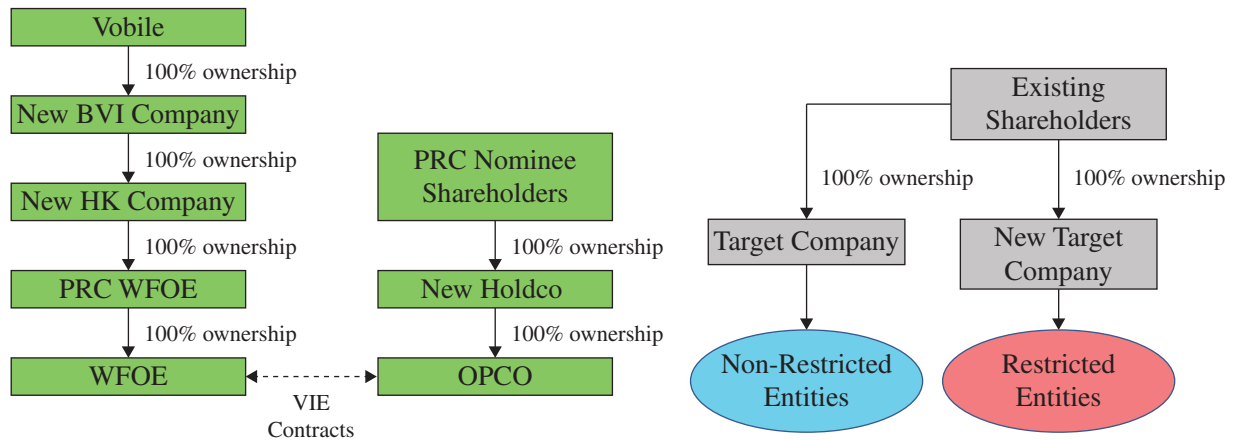 Vobile
100% ownership
New BVI Company
100% ownership
New HK Company
100% ownership
PRC WFOE
100% ownership
WFOE
VIE
Contracts
PRC Nominee
Shareholders
100% ownership
New Holdco
100% ownership
OPCO
Existing
Shareholders
100% ownership
100% ownership
Target Company
New Target
Company
Non-Restricted
Entities
Restricted
Entities